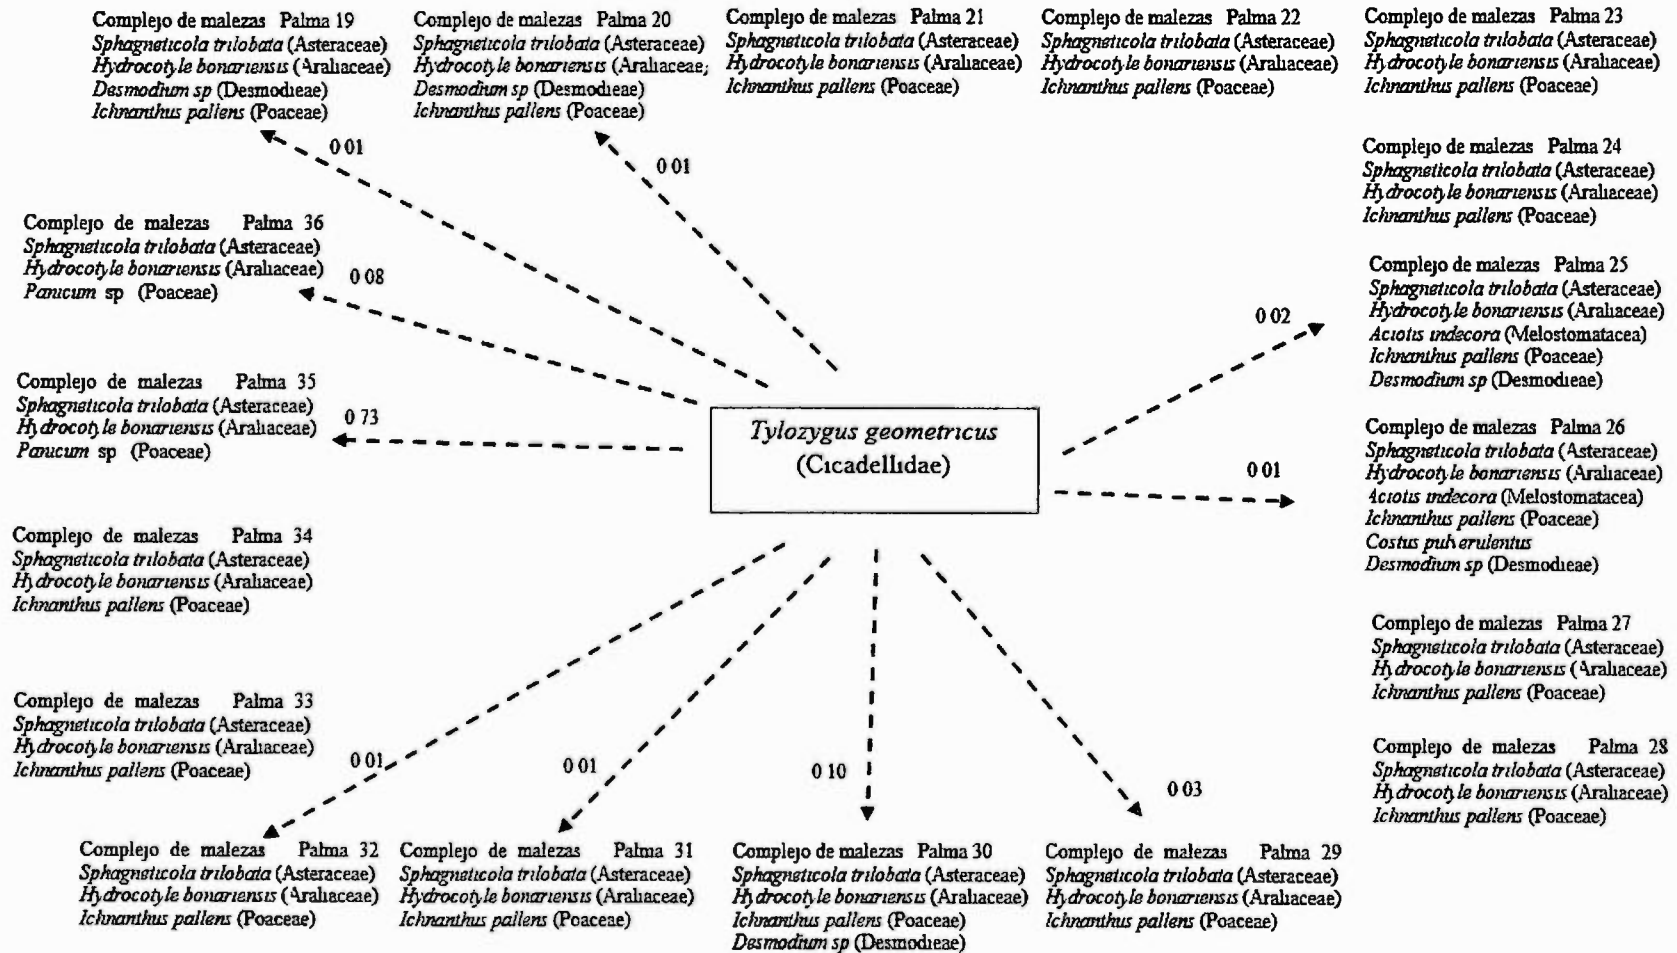 Complejo de malezas Palma 19
Sphagneticola trilobata (Asteraceae)
Hydrocotyle bonariensis (Araliaceae)
Desmodium sp (Desmodieae)
Ichnanthus pallens (Poaceae)
Complejo de malezas Palma 20
Sphagneticola trilobata (Asteraceae)
Hydrocotyle bonariensis (Araliaceae;
Desmodium sp (Desmodieae)
Ichnanthus pallens (Poaceae)
Complejo de malezas Palma 21
Sphagneticola trilobata (Asteraceae)
Hydrocotyle bonariensis (Araliaceae)
Ichnanthus pallens (Poaceae)
Complejo de malezas Palma 22
Sphagneticola trilobata (Asteraceae)
Hydrocotyle bonariensis (Araliaceae)
Ichnanthus pallens (Poaceae)
Complejo de malezas Palma 23
Sphagneticola trilobata (Asteraceae)
Hydrocotyle bonariensis (Araliaceae)
Ichnanthus pallens (Poaceae)
0 01
0 01
Complejo de malezas Palma 24
Sphagneticola trilobata (Asteraceae)
Hydrocotyle bonariensis (Araliaceae)
Ichnanthus pallens (Poaceae)
Complejo de malezas Palma 36
Sphagneticola trilobata (Asteraceae)
Hydrocotyle bonariensis (Araliaceae)
Panicum sp (Poaceae)
0 08
0 02
Complejo de malezas Palma 25
Sphagneticola trilobata (Asteraceae)
Hydrocotyle bonariensis (Araliaceae)
Aciotis indecora (Melostomatacea)
Ichnanthus pallens (Poaceae)
Desmodium sp (Desmodieae)
Complejo de malezas Palma 35
Sphagneticola trilobata (Asteraceae)
Hydrocotyle bonariensis (Araliaceae)
Panicum sp (Poaceae)
0 73
Tylozygus geometricus
(Cicadellidae)
0 01
Complejo de malezas Palma 26
Sphagneticola trilobata (Asteraceae)
Hydrocotyle bonariensis (Araliaceae)
Aciotis indecora (Melostomatacea)
Ichnanthus pallens (Poaceae)
Costus pulverulentus
Desmodium sp (Desmodieae)
Complejo de malezas Palma 34
Sphagneticola trilobata (Asteraceae)
Hydrocotyle bonariensis (Araliaceae)
Ichnanthus pallens (Poaceae)
Complejo de malezas Palma 27
Sphagneticola trilobata (Asteraceae)
Hydrocotyle bonariensis (Araliaceae)
Ichnanthus pallens (Poaceae)
Complejo de malezas Palma 33
Sphagneticola trilobata (Asteraceae)
Hydrocotyle bonariensis (Araliaceae)
Ichnanthus pallens (Poaceae)
0 01
0 01
0 10
0 03
Complejo de malezas Palma 28
Sphagneticola trilobata (Asteraceae)
Hydrocotyle bonariensis (Araliaceae)
Ichnanthus pallens (Poaceae)
Complejo de malezas Palma 32
Sphagneticola trilobata (Asteraceae)
Hydrocotyle bonariensis (Araliaceae)
Ichnanthus pallens (Poaceae)
Complejo de malezas Palma 31
Sphagneticola trilobata (Asteraceae)
Hydrocotyle bonariensis (Araliaceae)
Ichnanthus pallens (Poaceae)
Complejo de malezas Palma 30
Sphagneticola trilobata (Asteraceae)
Hydrocotyle bonariensis (Araliaceae)
Ichnanthus pallens (Poaceae)
Desmodium sp (Desmodieae)
Complejo de malezas Palma 29
Sphagneticola trilobata (Asteraceae)
Hydrocotyle bonariensis (Araliaceae)
Ichnanthus pallens (Poaceae)